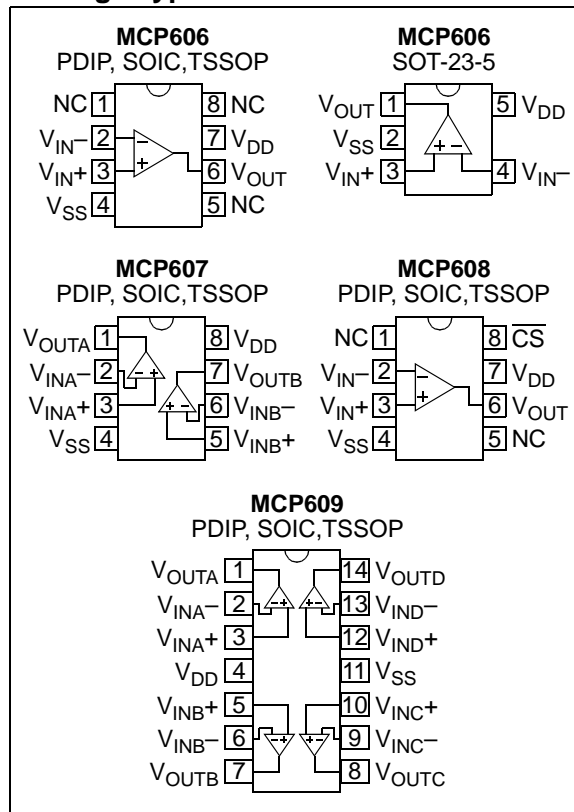 MCP606
PDIP, SOIC,TSSOP
NC 1
8 NC
VIN– 2
7 VDD
VIN+ 3
6 VOUT
VSS 4
5 NC
– +
MCP606
SOT-23-5
VOUT 1
5 VDD
VSS 2
VIN+ 3
4 VIN–
+ –
MCP607
PDIP, SOIC,TSSOP
VOUTA 1
8 VDD
VINA– 2
7 VOUTB
VINA+ 3
6 VINB–
VSS 4
5 VINB+
- +
+ -
MCP608
PDIP, SOIC,TSSOP
NC 1
8 CS
VIN– 2
7 VDD
VIN+ 3
6 VOUT
VSS 4
5 NC
– +
MCP609
PDIP, SOIC,TSSOP
VOUTA 1
14 VOUTD
VINA– 2
13 VIND–
VINA+ 3
12 VIND+
VDD 4
11 VSS
VINB+ 5
10 VINC+
VINB– 6
9 VINC–
VOUTB 7
8 VOUTC
-+
+-
-+
+-